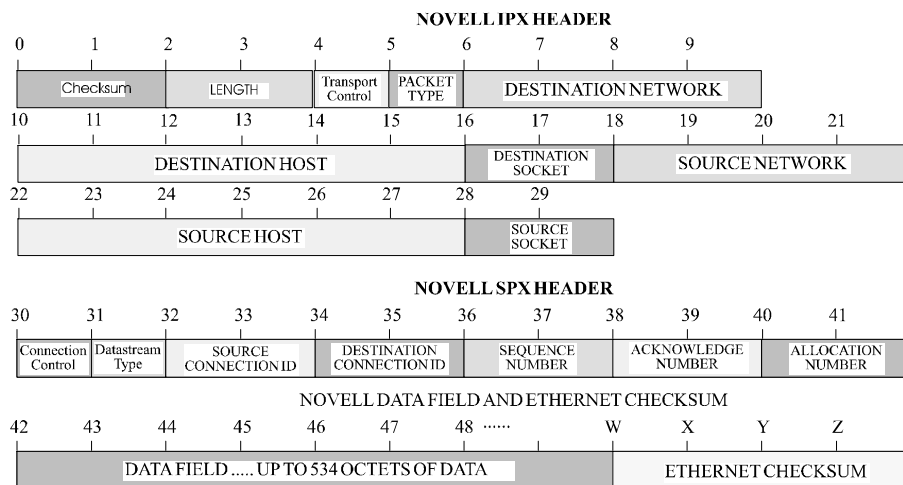 NOVELL IPX HEADER
0 1 2 3 4 5 6 7 8 9
Checksum LENGTH Transport Control PACKET TYPE DESTINATION NETWORK
10 11 12 13 14 15 16 17 18 19 20 21
DESTINATION HOST DESTINATION SOCKET SOURCE NETWORK
22 23 24 25 26 27 28 29
SOURCE HOST SOURCE SOCKET
NOVELL SPX HEADER
30 31 32 33 34 35 36 37 38 39 40 41
Connection Control Datastream Type SOURCE CONNECTION ID DESTINATION CONNECTION ID SEQUENCE NUMBER ACKNOWLEDGE NUMBER ALLOCATION NUMBER
NOVELL DATA FIELD AND ETHERNET CHECKSUM
42 43 44 45 46 47 48 ...... W X Y Z
DATA FIELD ..... UP TO 534 OCTETS OF DATA ETHERNET CHECKSUM